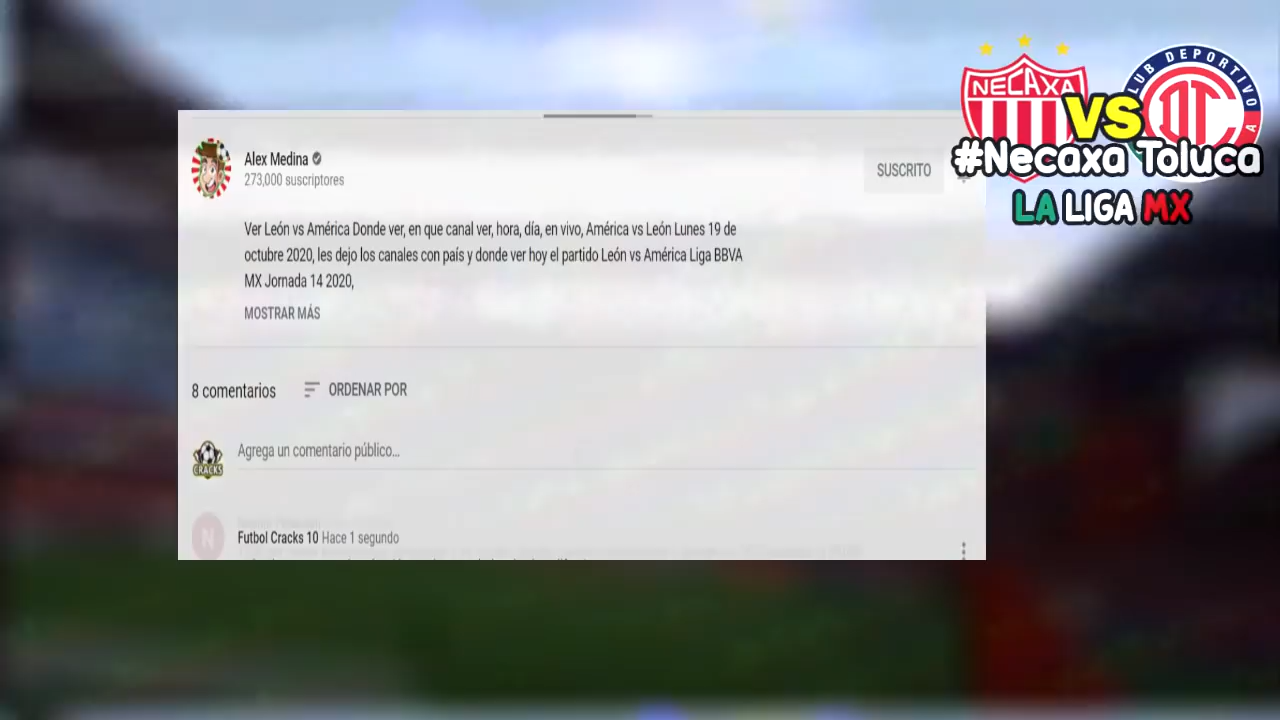 NECAXA
CLUB DEPORTIVO
VS
#Necaxa Toluca
LA LIGA MX
Alex Medina
273,000 suscriptores
SUSCRITO
Ver León vs América Donde ver, en que canal ver, hora, día, en vivo, América vs León Lunes 19 de
octubre 2020, les dejo los canales con país y donde ver hoy el partido León vs América Liga BBVA
MX Jornada 14 2020,
MOSTRAR MÁS
8 comentarios
ORDENAR POR
CRACKS
Agrega un comentario público...
N
Futbol Cracks 10 Hace 1 segundo